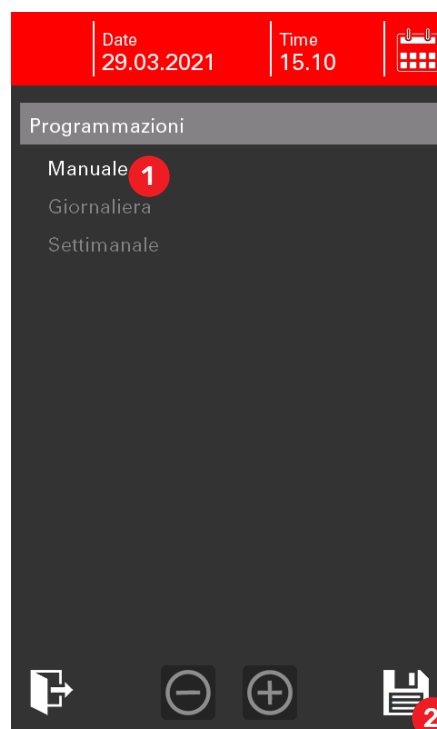 Date
29.03.2021
Time
15.10
Programmazioni
Manuale 1
Giornaliera
Settimanale
2